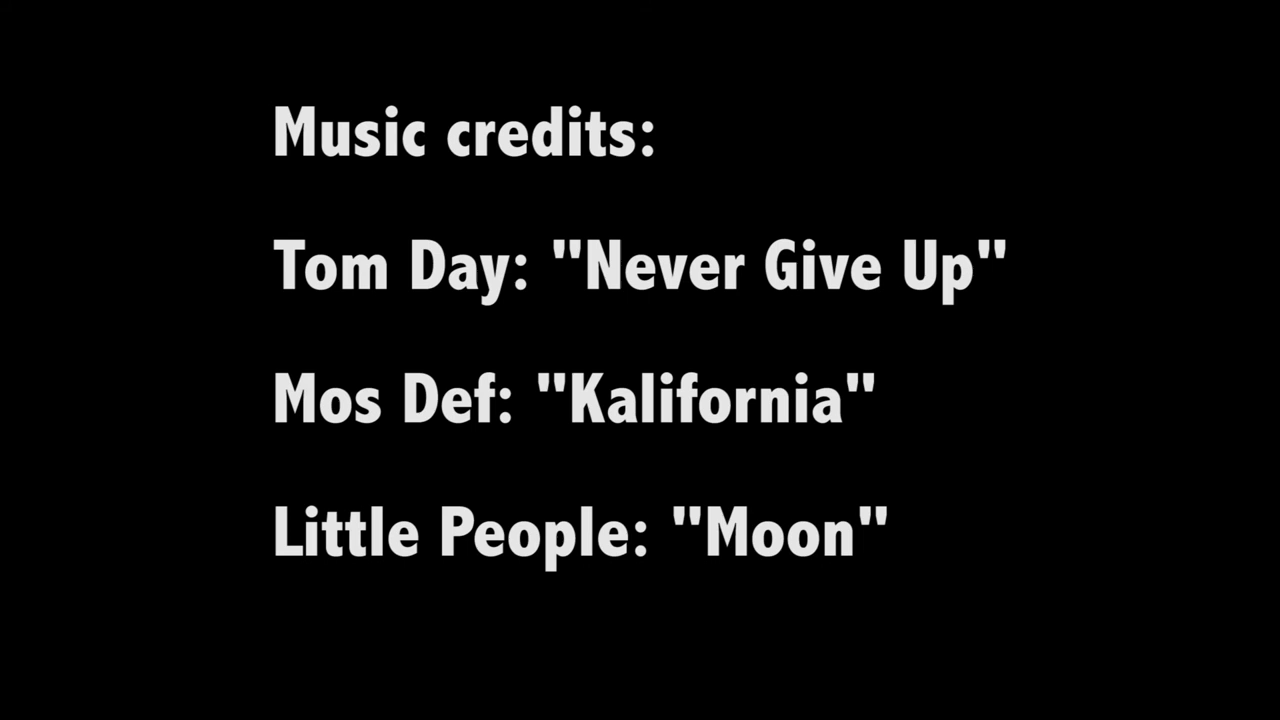 Music credits:
Tom Day: "Never Give Up"
Mos Def: "Kalifornia"
Little People: "Moon"